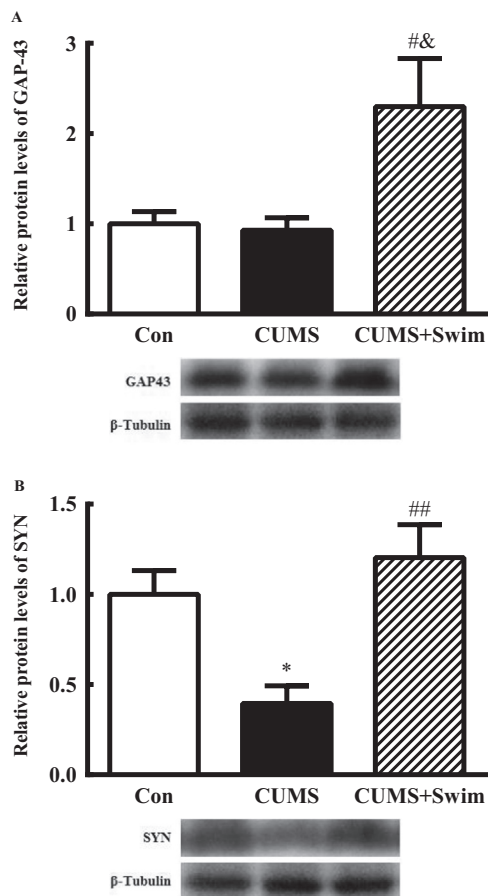 A
Relative protein levels of GAP-43
3
2
1
0
#&
Con CUMS CUMS+Swim
GAP43
β-Tubulin
B
Relative protein levels of SYN
1.5
1.0
0.5
0.0
*
##
Con CUMS CUMS+Swim
SYN
β-Tubulin